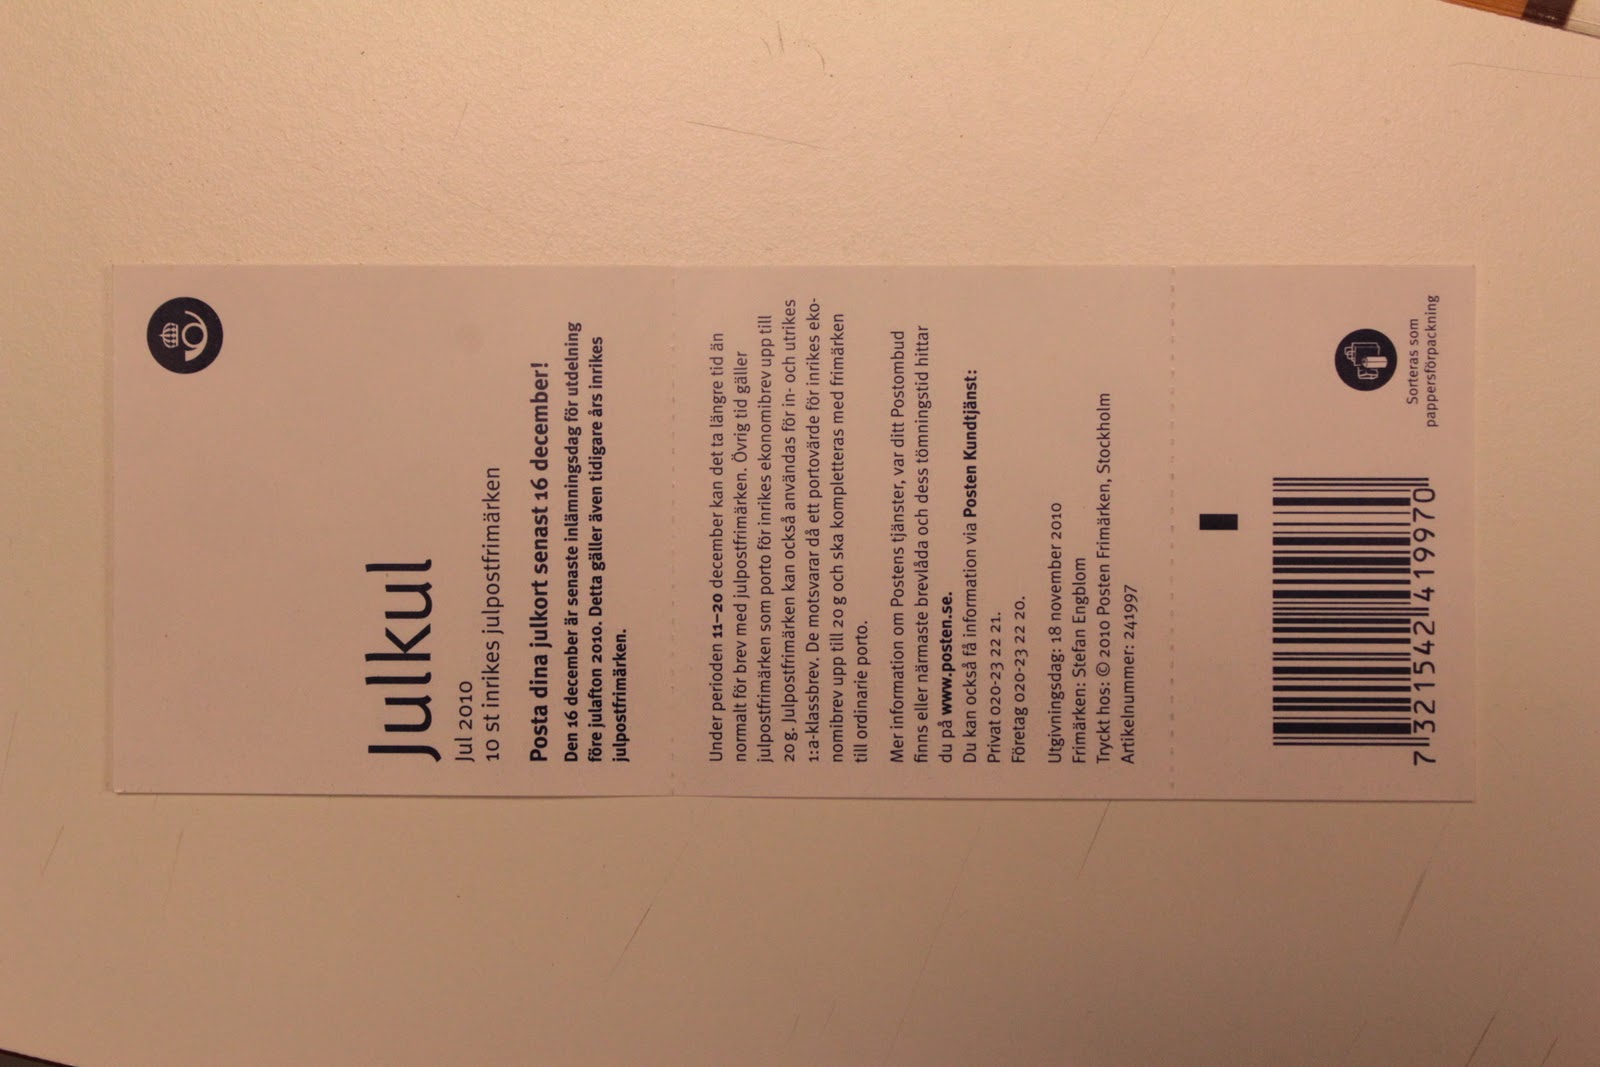 Julkul
Jul 2010
10 st inrikes julpostfrimärken
Posta dina julkort senast 16 december!
Den 16 december är senaste inlämningsdag för utdelning
före julafton 2010. Detta gäller även tidigare års inrikes
julpostfrimärken.
Under perioden 11–20 december kan det ta längre tid än
normalt för brev med julpostfrimärken. Övrig tid gäller
julpostfrimärken som porto för inrikes ekonomibrev upp till
20 g. Julpostfrimärken kan också användas för in- och utrikes
1:a-klassbrev. De motsvarar då ett portovärde för inrikes eko-
nomibrev upp till 20 g och ska kompletteras med frimärken
till ordinarie porto.
Mer information om Postens tjänster, var ditt Postombud
finns eller närmaste brevlåda och dess tömningstid hittar
du på www.posten.se.
Du kan också få information via Posten Kundtjänst:
Privat 020-23 22 21.
Företag 020-23 22 20.
Utgivningsdag: 18 november 2010
Frimärken: Stefan Engblom
Tryckt hos: © 2010 Posten Frimärken, Stockholm
Artikelnummer: 241997
7 321542 419970
Sorteras som
pappersförpackning